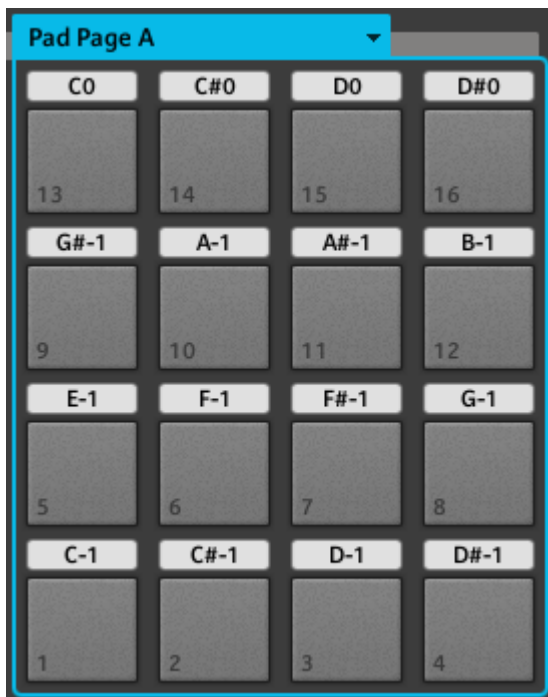 Pad Page A
C0 C#0 D0 D#0
13 14 15 16
G#-1 A-1 A#-1 B-1
9 10 11 12
E-1 F-1 F#-1 G-1
5 6 7 8
C-1 C#-1 D-1 D#-1
1 2 3 4